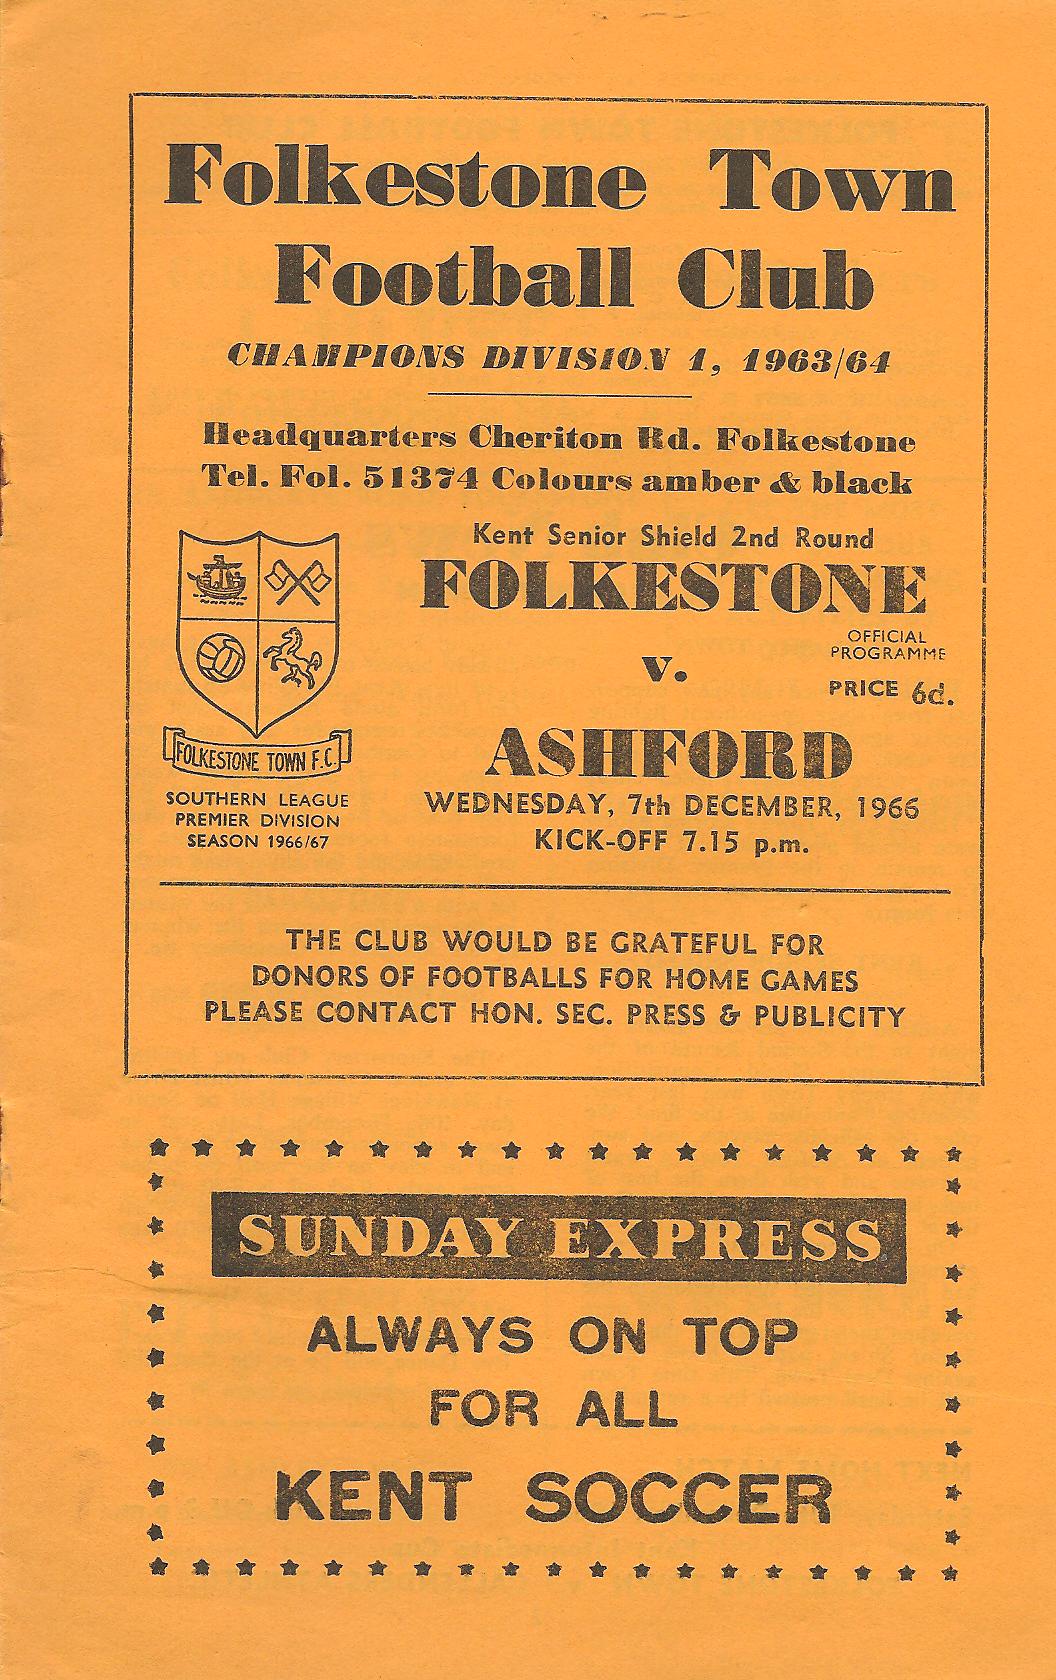 Folkestone Town
Football Club
CHAMPIONS DIVISION 1, 1963/64
Headquarters Cheriton Rd. Folkestone
Tel. Fol. 51374 Colours amber & black
Kent Senior Shield 2nd Round
FOLKESTONE
OFFICIAL
PROGRAMME
v.
PRICE 6d.
ASHFORD
WEDNESDAY, 7th DECEMBER, 1966
KICK-OFF 7.15 p.m.
FOLKESTONE TOWN F.C.
SOUTHERN LEAGUE
PREMIER DIVISION
SEASON 1966/67
THE CLUB WOULD BE GRATEFUL FOR
DONORS OF FOOTBALLS FOR HOME GAMES
PLEASE CONTACT HON. SEC. PRESS & PUBLICITY
SUNDAY EXPRESS
ALWAYS ON TOP
FOR ALL
KENT SOCCER